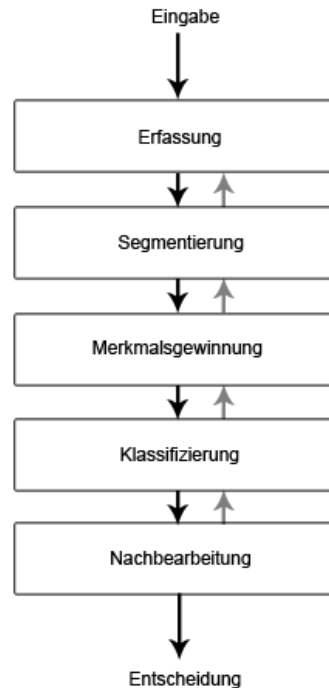 Eingabe
Erfassung
Segmentierung
Merkmalsgewinnung
Klassifizierung
Nachbearbeitung
Entscheidung